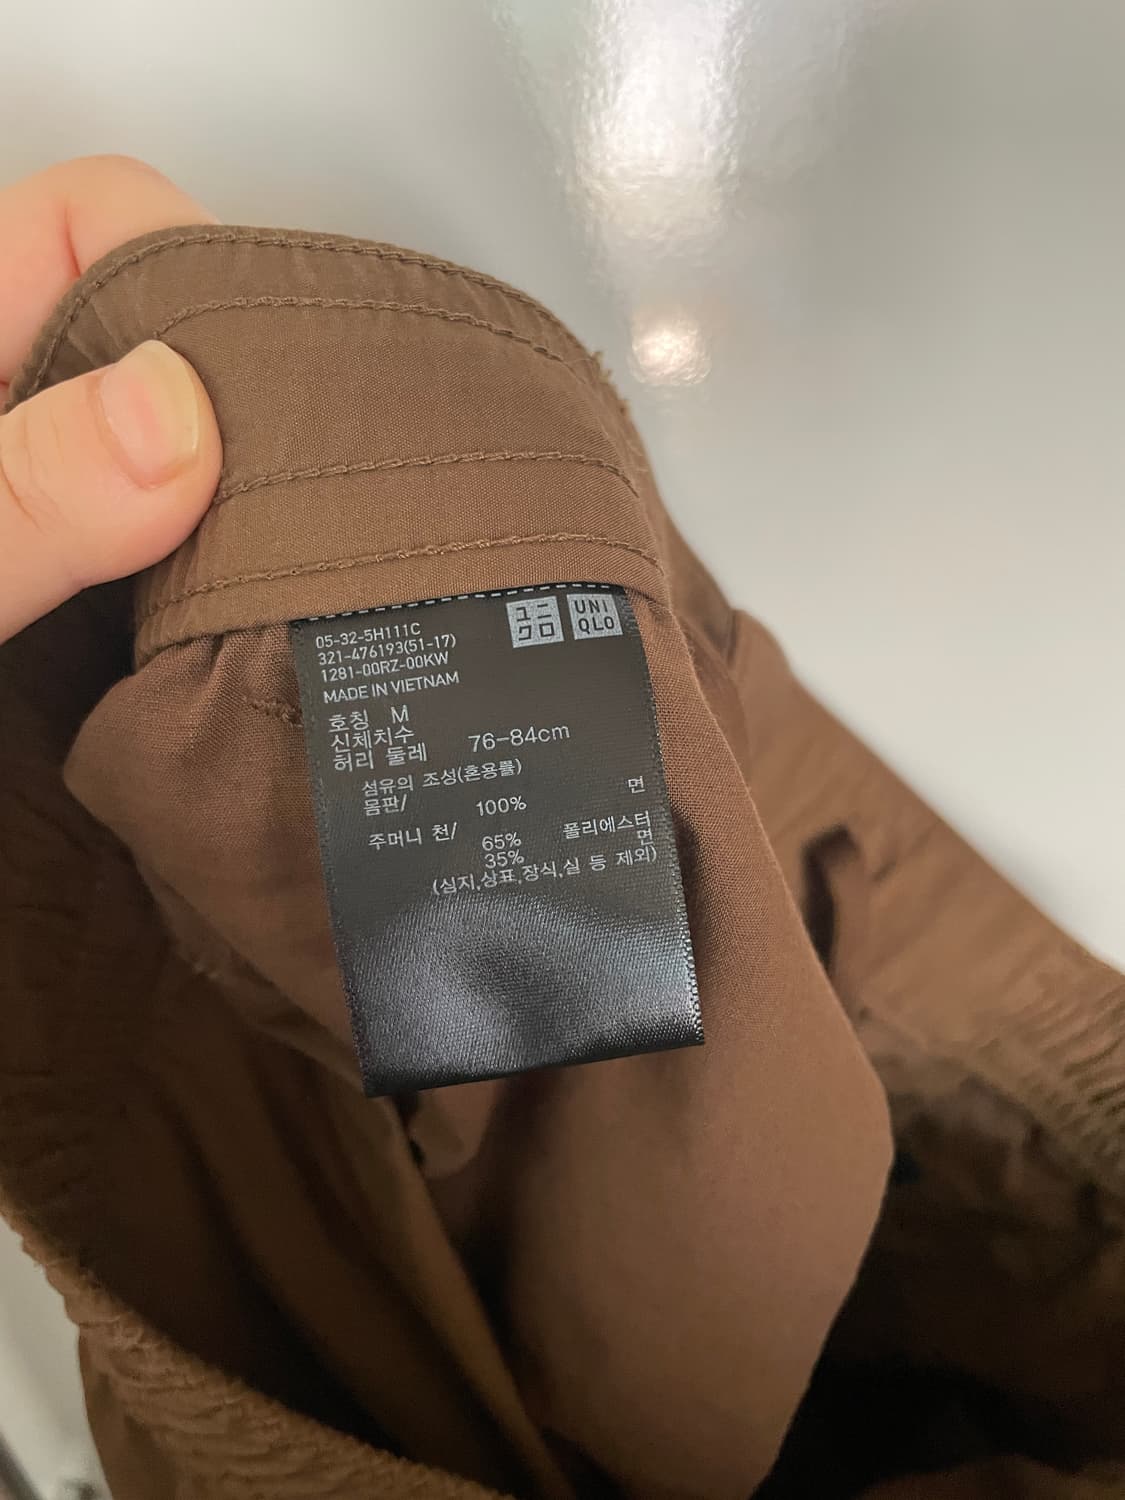 ユニ
クロ
UNI
QLO
05-32-5H111C
321-476193(51-17)
1281-00RZ-00KW
MADE IN VIETNAM
호칭 M
신체치수
허리 둘레 76-84cm
섬유의 조성(혼용률)
몸판/ 100% 면
주머니 천/ 65% 폴리에스터
35% 면
(심지,상표,장식,실 등 제외)